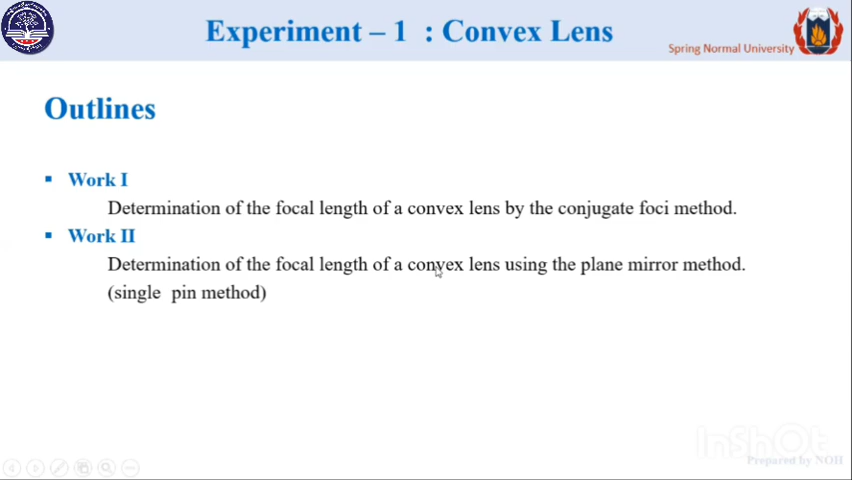 Experiment – 1 : Convex Lens
Spring Normal University
Outlines
▪ Work I
Determination of the focal length of a convex lens by the conjugate foci method.
▪ Work II
Determination of the focal length of a convex lens using the plane mirror method.
(single pin method)
InShOt
Prepared by NOH